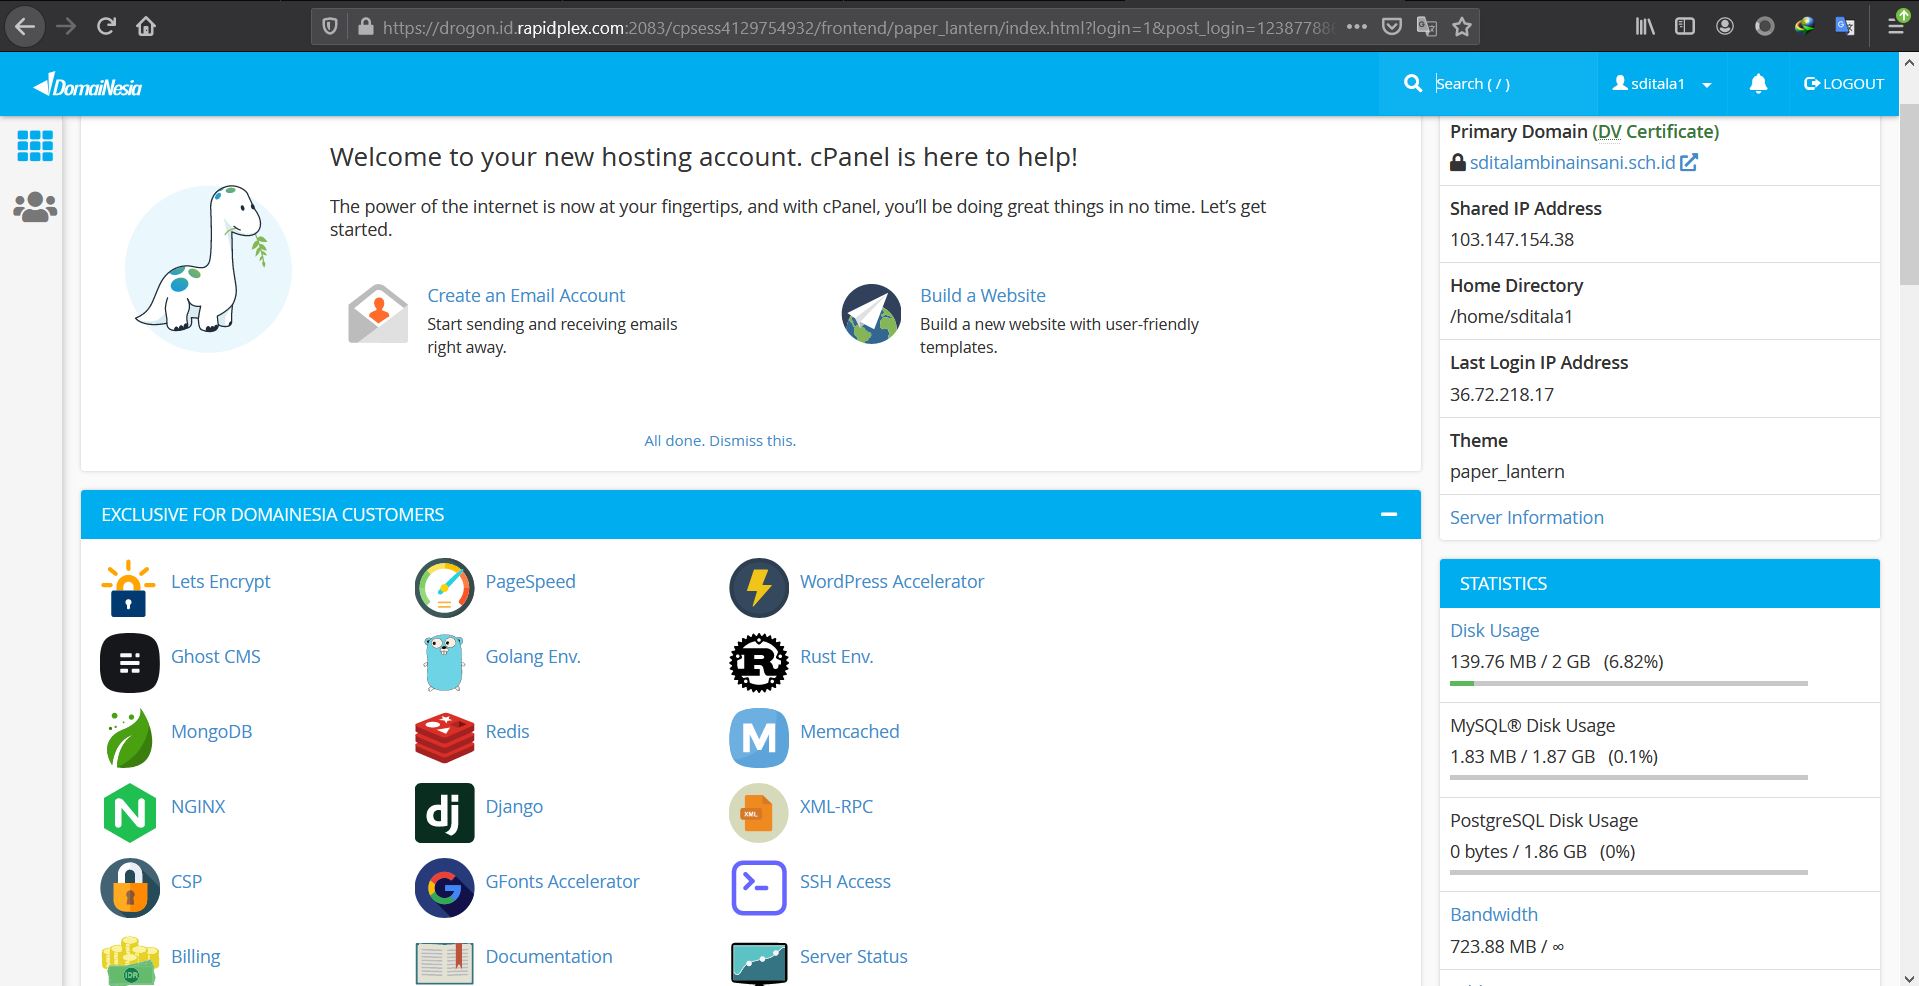 https://drogon.id.rapidplex.com:2083/cpsess4129754932/frontend/paper_lantern/index.html?login=1&post_login=123877
DomaiNesia
Search ( / )
sditala1
LOGOUT
Welcome to your new hosting account. cPanel is here to help!
The power of the internet is now at your fingertips, and with cPanel, you’ll be doing great things in no time. Let’s get
started.
Create an Email Account
Start sending and receiving emails
right away.
Build a Website
Build a new website with user-friendly
templates.
All done. Dismiss this.
EXCLUSIVE FOR DOMAINESIA CUSTOMERS
Lets Encrypt
PageSpeed
WordPress Accelerator
Ghost CMS
Golang Env.
Rust Env.
MongoDB
Redis
M
Memcached
N
NGINX
dj
Django
XML
XML-RPC
CSP
G
GFonts Accelerator
SSH Access
IDR
Billing
Documentation
Server Status
Primary Domain (DV Certificate)
sditalambinainsani.sch.id
Shared IP Address
103.147.154.38
Home Directory
/home/sditala1
Last Login IP Address
36.72.218.17
Theme
paper_lantern
Server Information
STATISTICS
Disk Usage
139.76 MB / 2 GB (6.82%)
MySQL® Disk Usage
1.83 MB / 1.87 GB (0.1%)
PostgreSQL Disk Usage
0 bytes / 1.86 GB (0%)
Bandwidth
723.88 MB / ∞